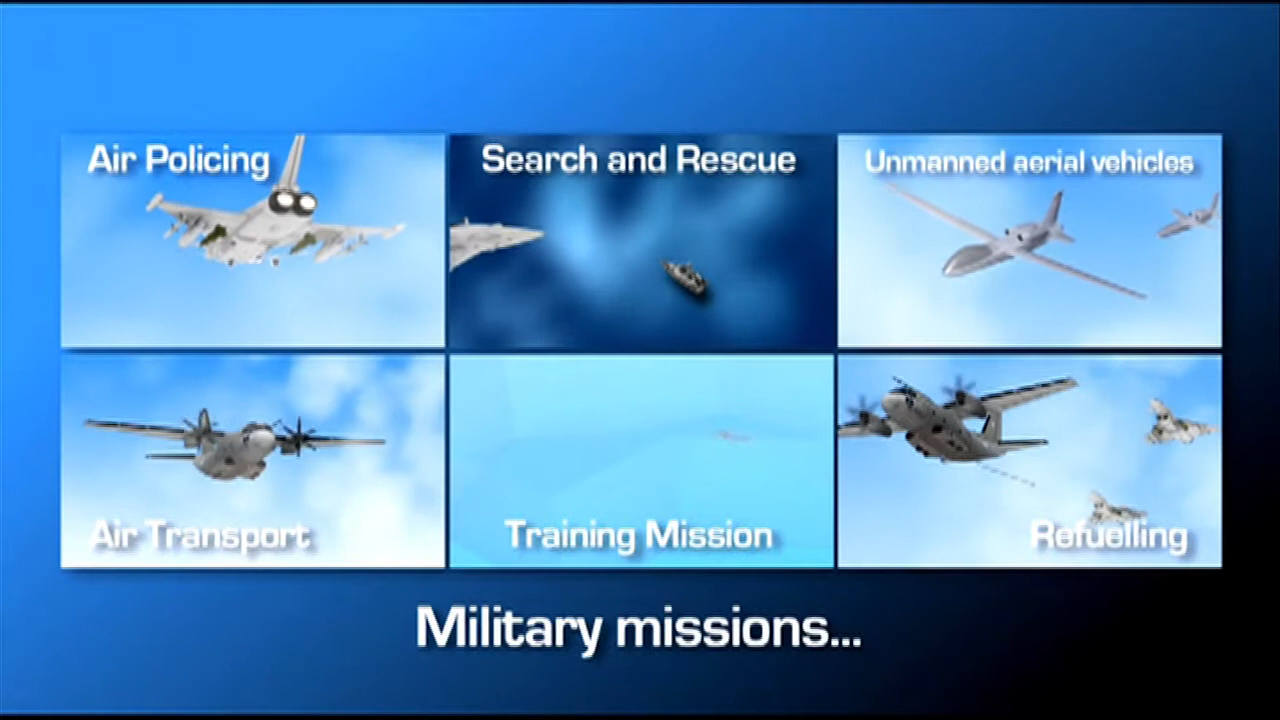 Air Policing
Search and Rescue
Unmanned aerial vehicles
Air Transport
Training Mission
Refuelling
Military missions...